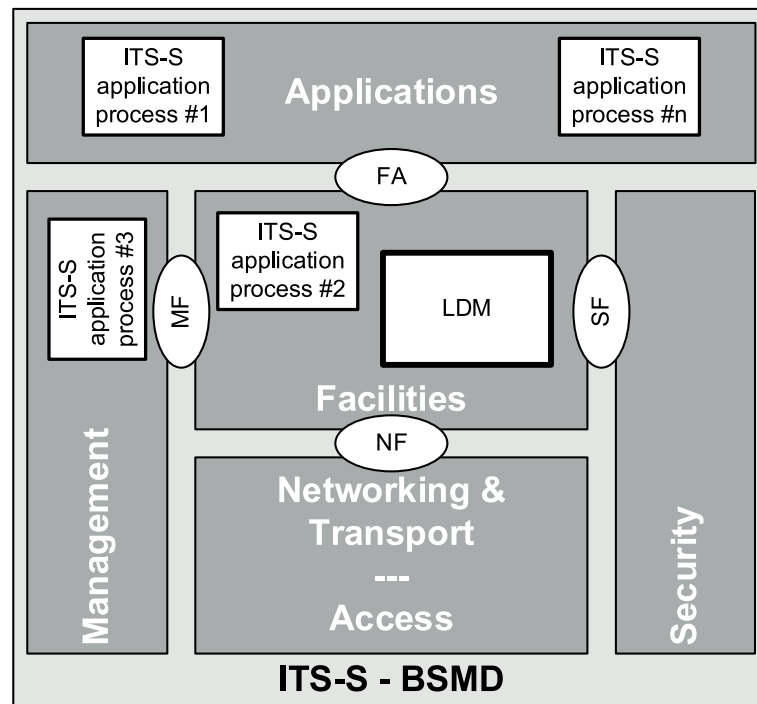 ITS-S
application
process #1
Applications
ITS-S
application
process #n
FA
ITS-S
application
process #3
MF
ITS-S
application
process #2
LDM
SF
Facilities
NF
Management
Networking &
Transport
---
Access
Security
ITS-S - BSMD